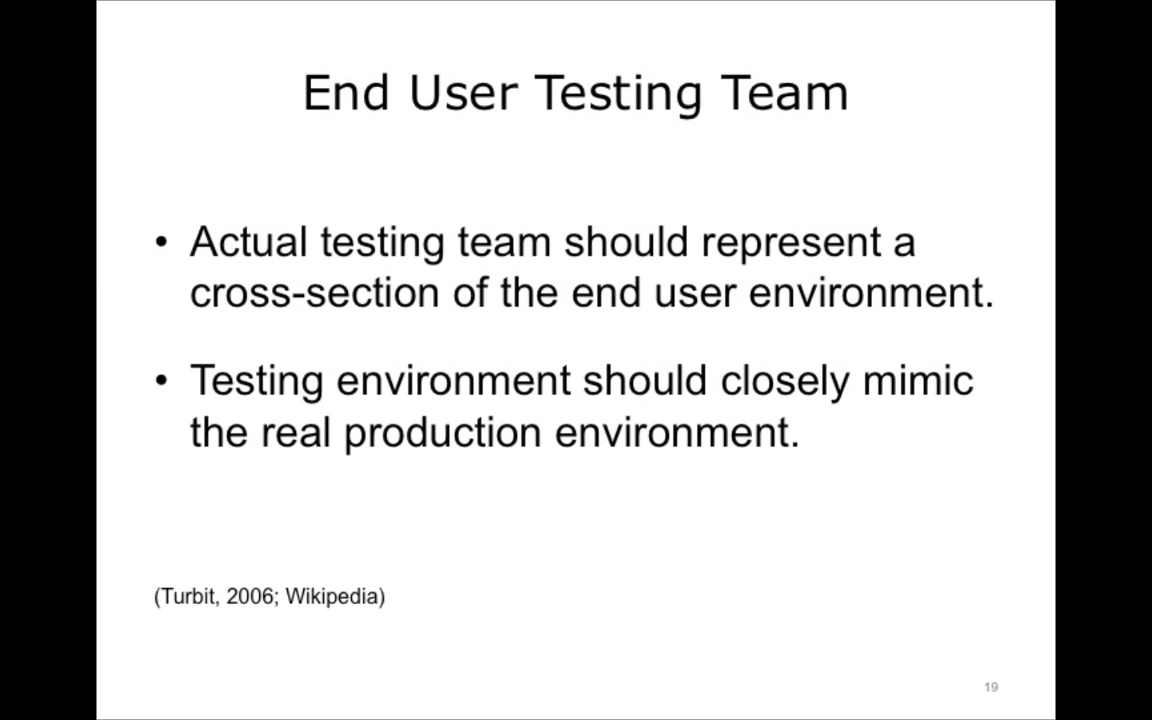 End User Testing Team
• Actual testing team should represent a
cross-section of the end user environment.
• Testing environment should closely mimic
the real production environment.
(Turbit, 2006; Wikipedia)
19